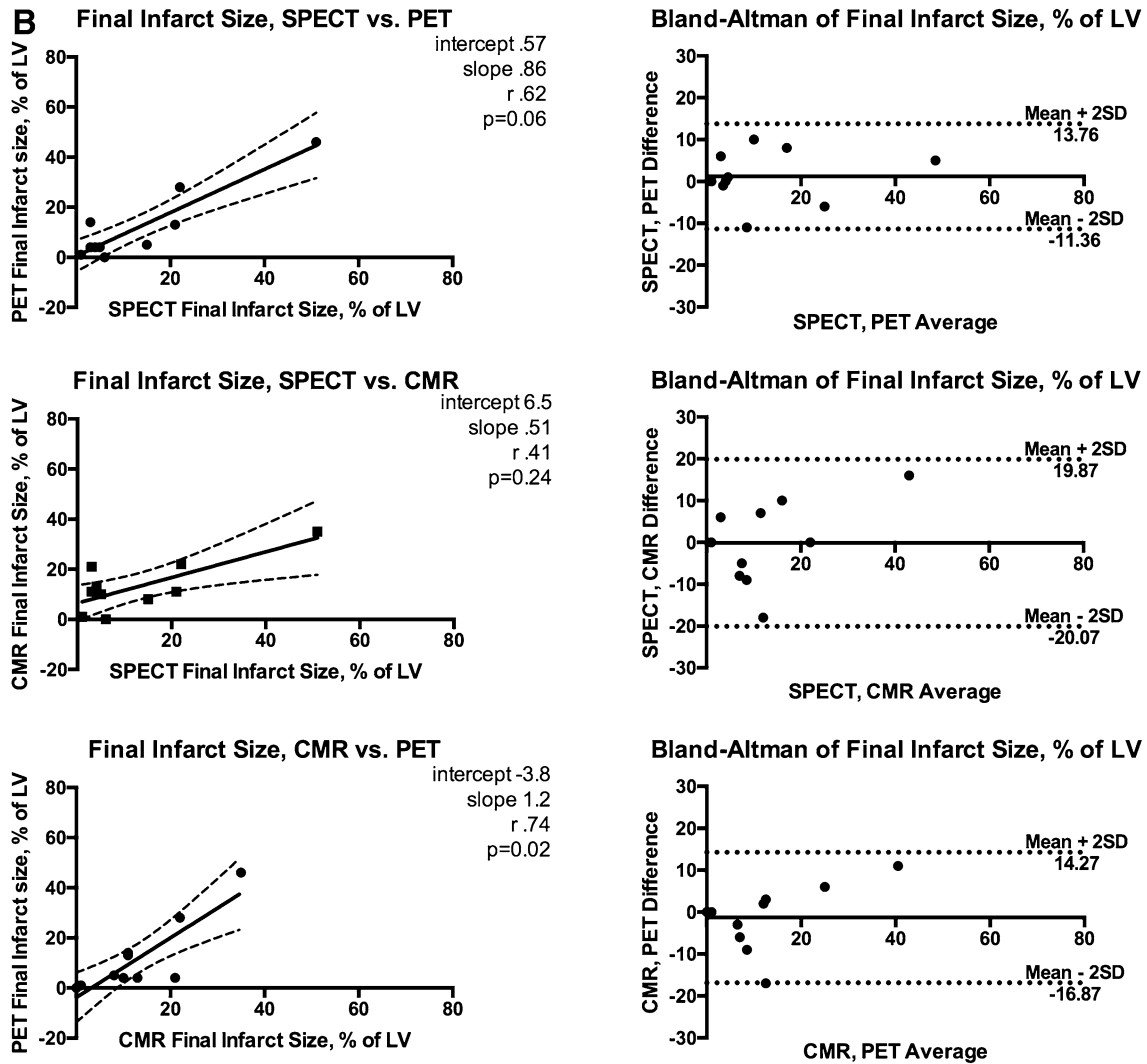 B
Final Infarct Size, SPECT vs. PET
intercept .57
slope .86
r .62
p=0.06
PET Final Infarct size, % of LV
80
60
40
20
0
-20
20
40
60
80
SPECT Final Infarct Size, % of LV
Bland-Altman of Final Infarct Size, % of LV
SPECT, PET Difference
30
20
10
0
-10
-20
-30
20
40
60
80
Mean + 2SD
13.76
Mean - 2SD
-11.36
SPECT, PET Average
Final Infarct Size, SPECT vs. CMR
intercept 6.5
slope .51
r .41
p=0.24
CMR Final Infarct Size, % of LV
80
60
40
20
0
-20
20
40
60
80
SPECT Final Infarct Size, % of LV
Bland-Altman of Final Infarct Size, % of LV
SPECT, CMR Difference
30
20
10
0
-10
-20
-30
20
40
60
80
Mean + 2SD
19.87
Mean - 2SD
-20.07
SPECT, CMR Average
Final Infarct Size, CMR vs. PET
intercept -3.8
slope 1.2
r .74
p=0.02
PET Final Infarct size, % of LV
80
60
40
20
0
-20
20
40
60
80
CMR Final Infarct Size, % of LV
Bland-Altman of Final Infarct Size, % of LV
CMR, PET Difference
30
20
10
0
-10
-20
-30
20
40
60
80
Mean + 2SD
14.27
Mean - 2SD
-16.87
CMR, PET Average